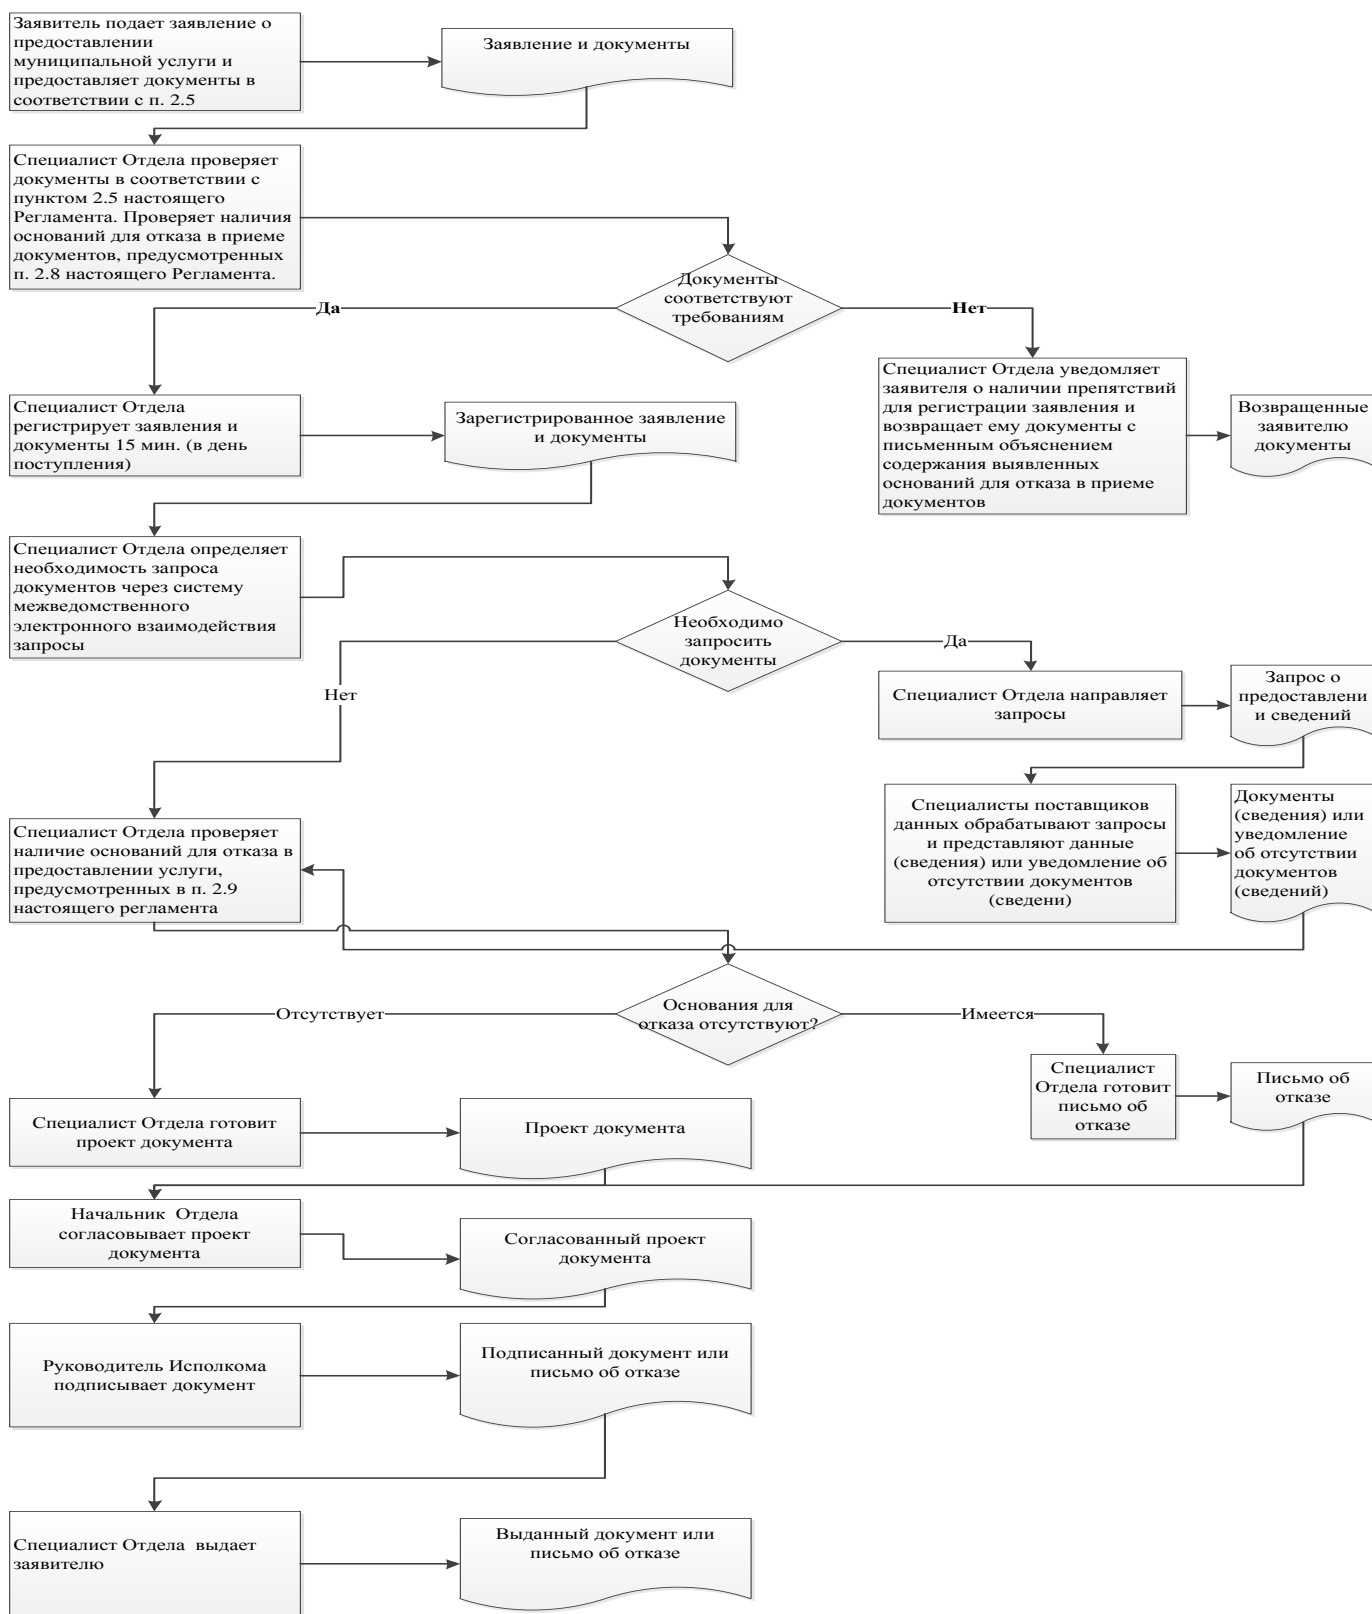 Заявитель подает заявление о
предоставлении
муниципальной услуги и
предоставляет документы в
соответствии с п. 2.5
Заявление и документы
Специалист Отдела проверяет
документы в соответствии с
пунктом 2.5 настоящего
Регламента. Проверяет наличия
оснований для отказа в приеме
документов, предусмотренных
п. 2.8 настоящего Регламента.
Документы
соответствуют
требованиям
Да
Нет
Специалист Отдела
регистрирует заявления и
документы 15 мин. (в день
поступления)
Зарегистрированное заявление
и документы
Специалист Отдела уведомляет
заявителя о наличии препятствий
для регистрации заявления и
возвращает ему документы с
письменным объяснением
содержания выявленных
оснований для отказа в приеме
документов
Возвращенные
заявителю
документы
Специалист Отдела определяет
необходимость запроса
документов через систему
межведомственного
электронного взаимодействия
запросы
Необходимо
запросить
документы
Да
Нет
Специалист Отдела направляет
запросы
Запрос о
предоставлени
и сведений
Специалисты поставщиков
данных обрабатывают запросы
и представляют данные
(сведения) или уведомление об
отсутствии документов
(сведени)
Документы
(сведения) или
уведомление
об отсутствии
документов
(сведений)
Специалист Отдела проверяет
наличие оснований для отказа в
предоставлении услуги,
предусмотренных в п. 2.9
настоящего регламента
Основания для
отказа отсутствуют?
Отсутствует
Имеется
Специалист
Отдела готовит
письмо об
отказе
Письмо об
отказе
Специалист Отдела готовит
проект документа
Проект документа
Начальник  Отдела
согласовывает проект
документа
Согласованный проект
документа
Руководитель Исполкома
подписывает документ
Подписанный документ или
письмо об отказе
Специалист Отдела  выдает
заявителю
Выданный документ или
письмо об отказе